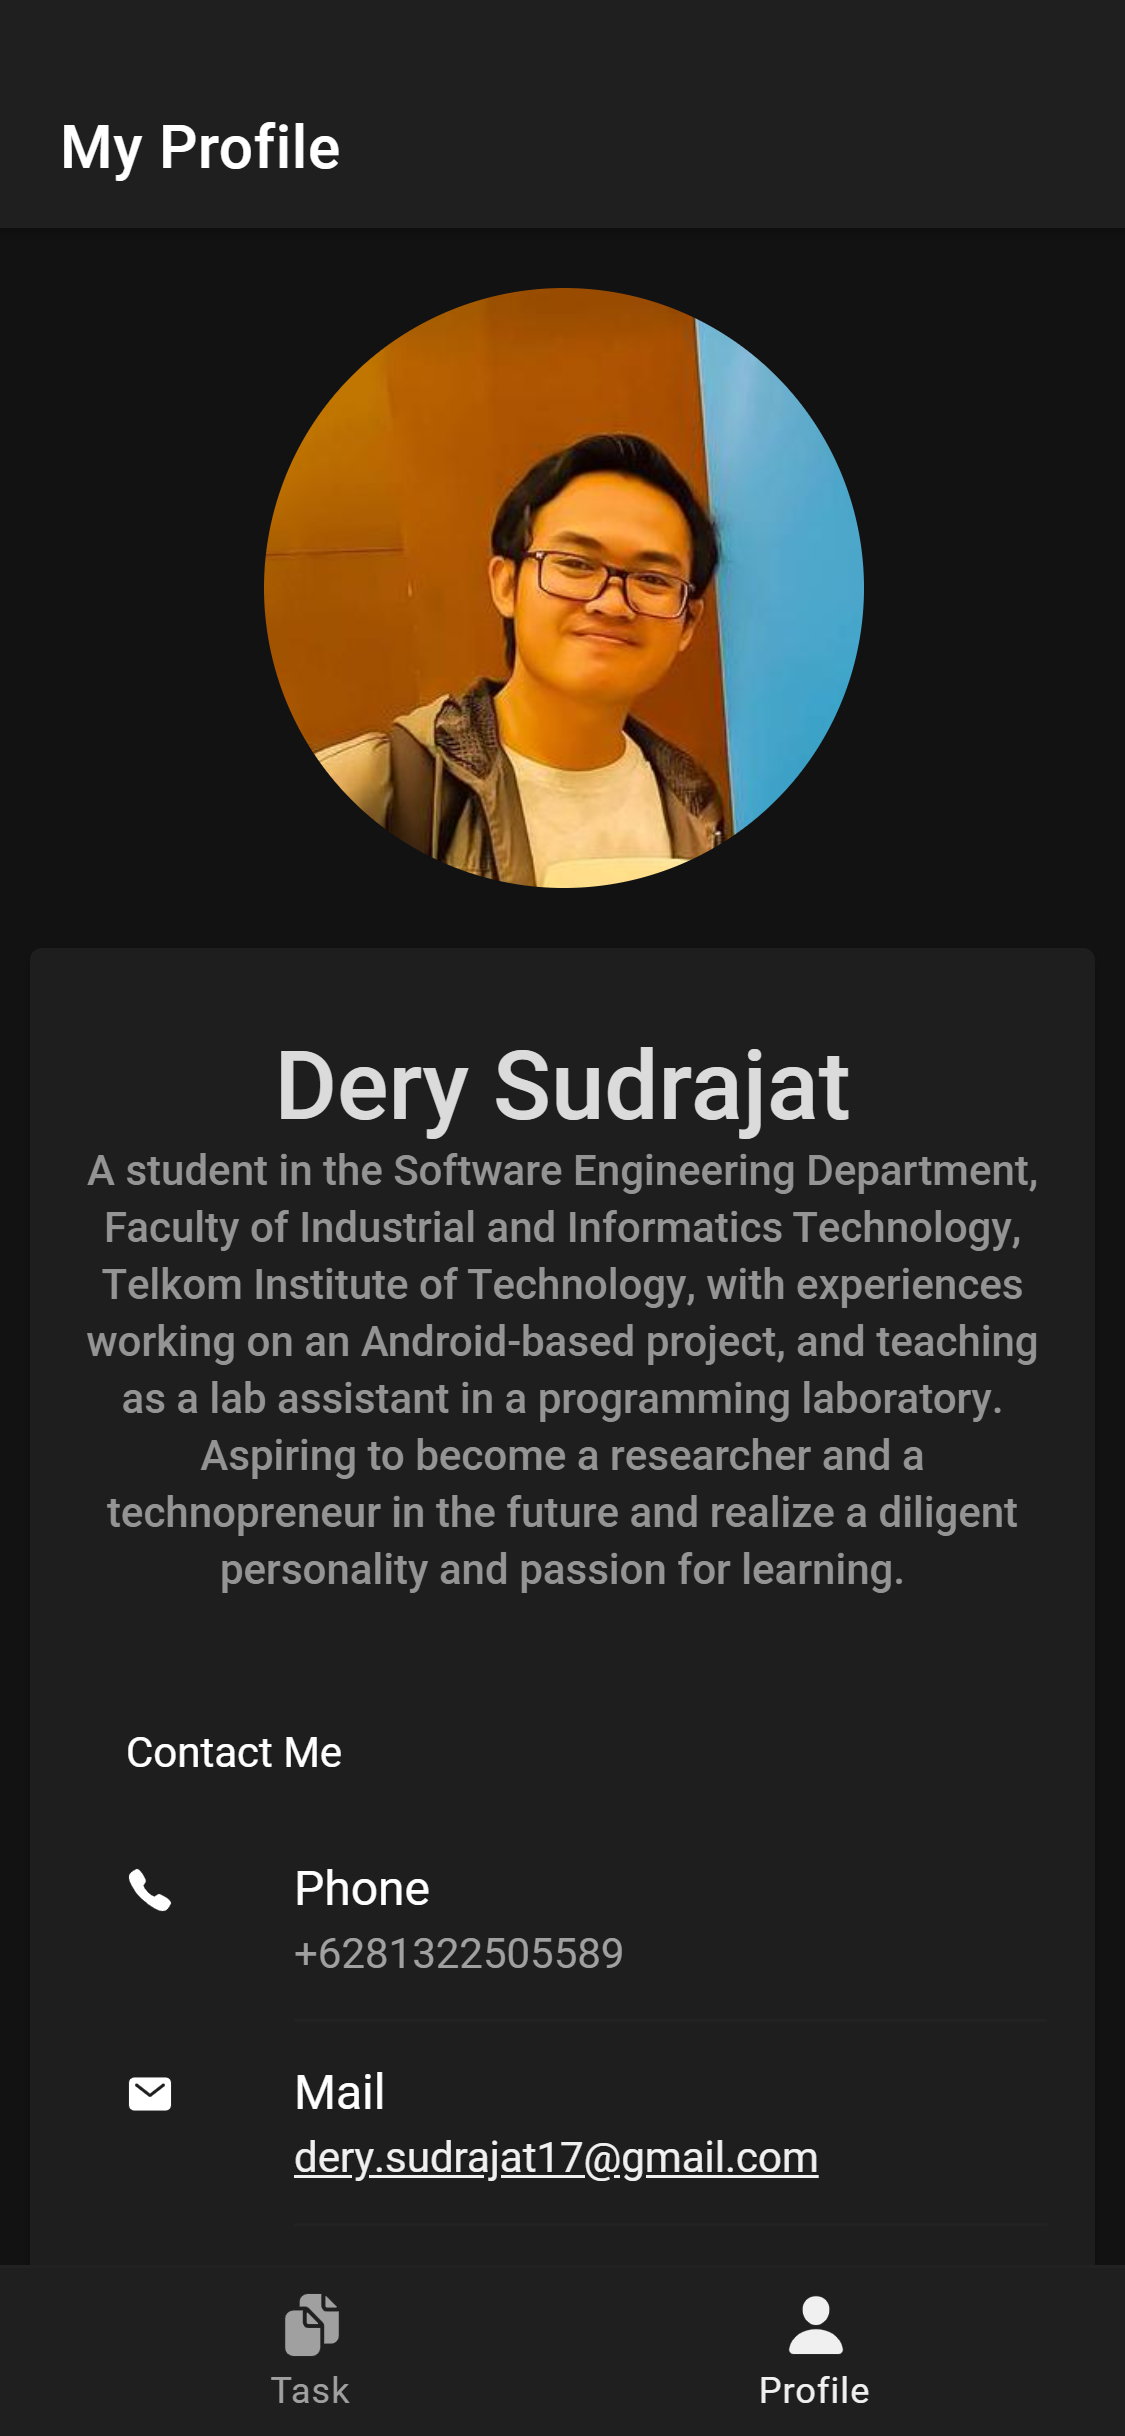 My Profile
Dery Sudrajat
A student in the Software Engineering Department,
Faculty of Industrial and Informatics Technology,
Telkom Institute of Technology, with experiences
working on an Android-based project, and teaching
as a lab assistant in a programming laboratory.
Aspiring to become a researcher and a
technopreneur in the future and realize a diligent
personality and passion for learning.
Contact Me
Phone
+6281322505589
Mail
dery.sudrajat17@gmail.com
Task
Profile